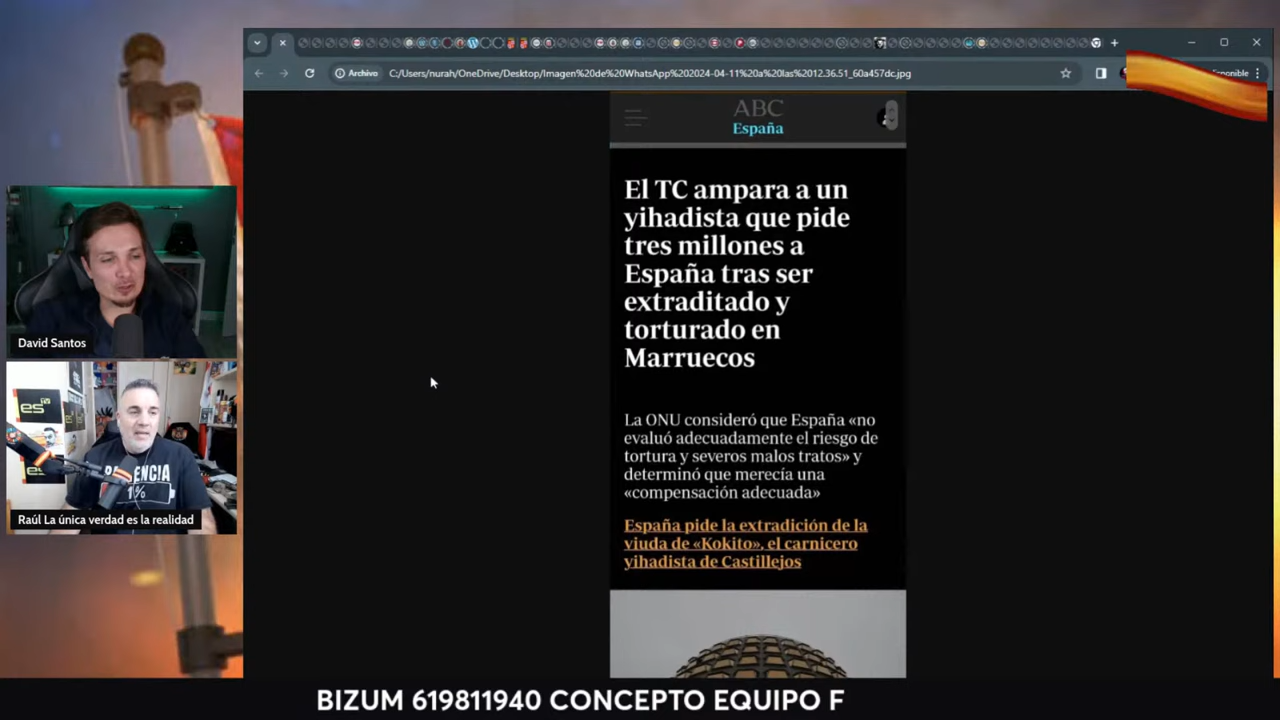 Archivo
C:/Users/nurah/OneDrive/Desktop/Imagen%20de%20WhatsApp%202024-04-11%20a%20las%2012.36.51_60a457dc.jpg
ABC
España
El TC ampara a un
yihadista que pide
tres millones a
España tras ser
extraditado y
torturado en
Marruecos
La ONU consideró que España «no
evaluó adecuadamente el riesgo de
tortura y severos malos tratos» y
determinó que merecía una
«compensación adecuada»
España pide la extradición de la
viuda de «Kokito», el carnicero
yihadista de Castillejos
David Santos
es
1%
Raúl La única verdad es la realidad
BIZUM 619811940 CONCEPTO EQUIPO F